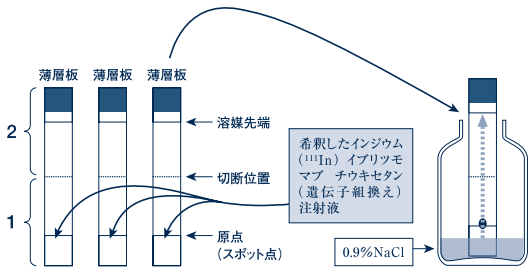 薄層板 薄層板 薄層板
2
1
溶媒先端
切断位置
原点
(スポット点)
希釈したインジウム
(¹¹¹In)イブリツモ
マブ チウキセタン
(遺伝子組換え)
注射液
0.9%NaCl